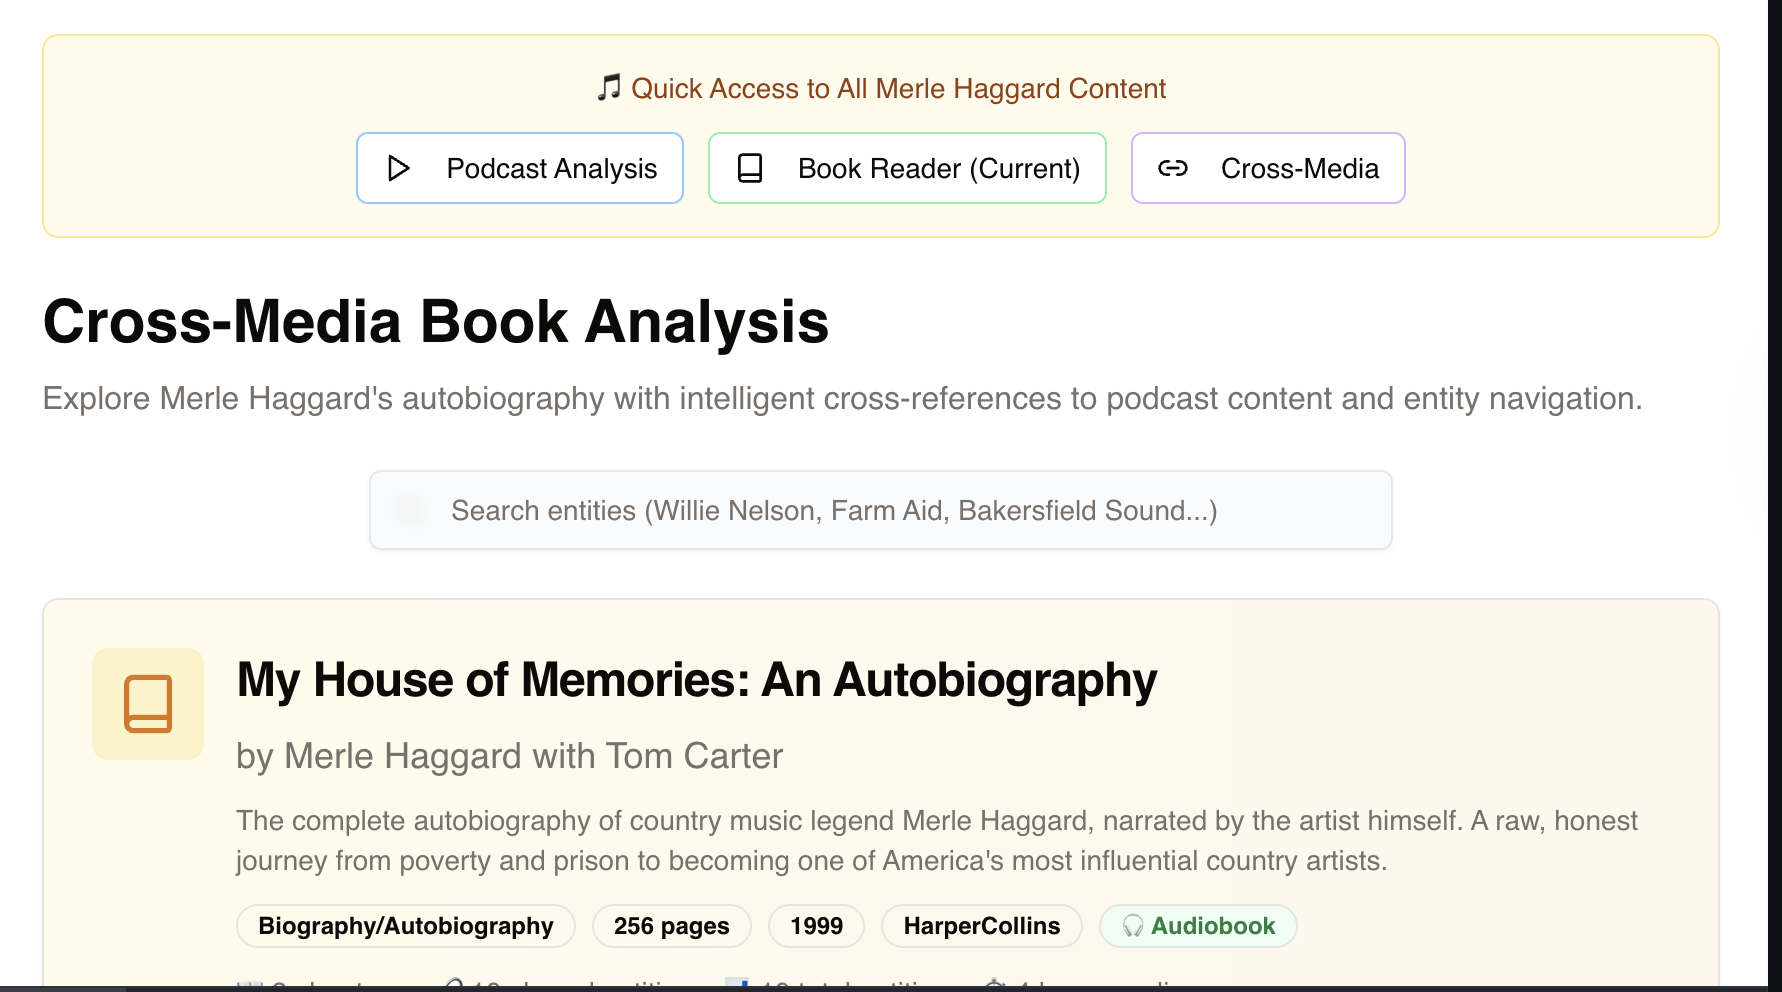 🎵 Quick Access to All Merle Haggard Content
Podcast Analysis
Book Reader (Current)
Cross-Media
Cross-Media Book Analysis
Explore Merle Haggard's autobiography with intelligent cross-references to podcast content and entity navigation.
Search entities (Willie Nelson, Farm Aid, Bakersfield Sound...)
My House of Memories: An Autobiography
by Merle Haggard with Tom Carter
The complete autobiography of country music legend Merle Haggard, narrated by the artist himself. A raw, honest
journey from poverty and prison to becoming one of America's most influential country artists.
Biography/Autobiography
256 pages
1999
HarperCollins
🎧 Audiobook